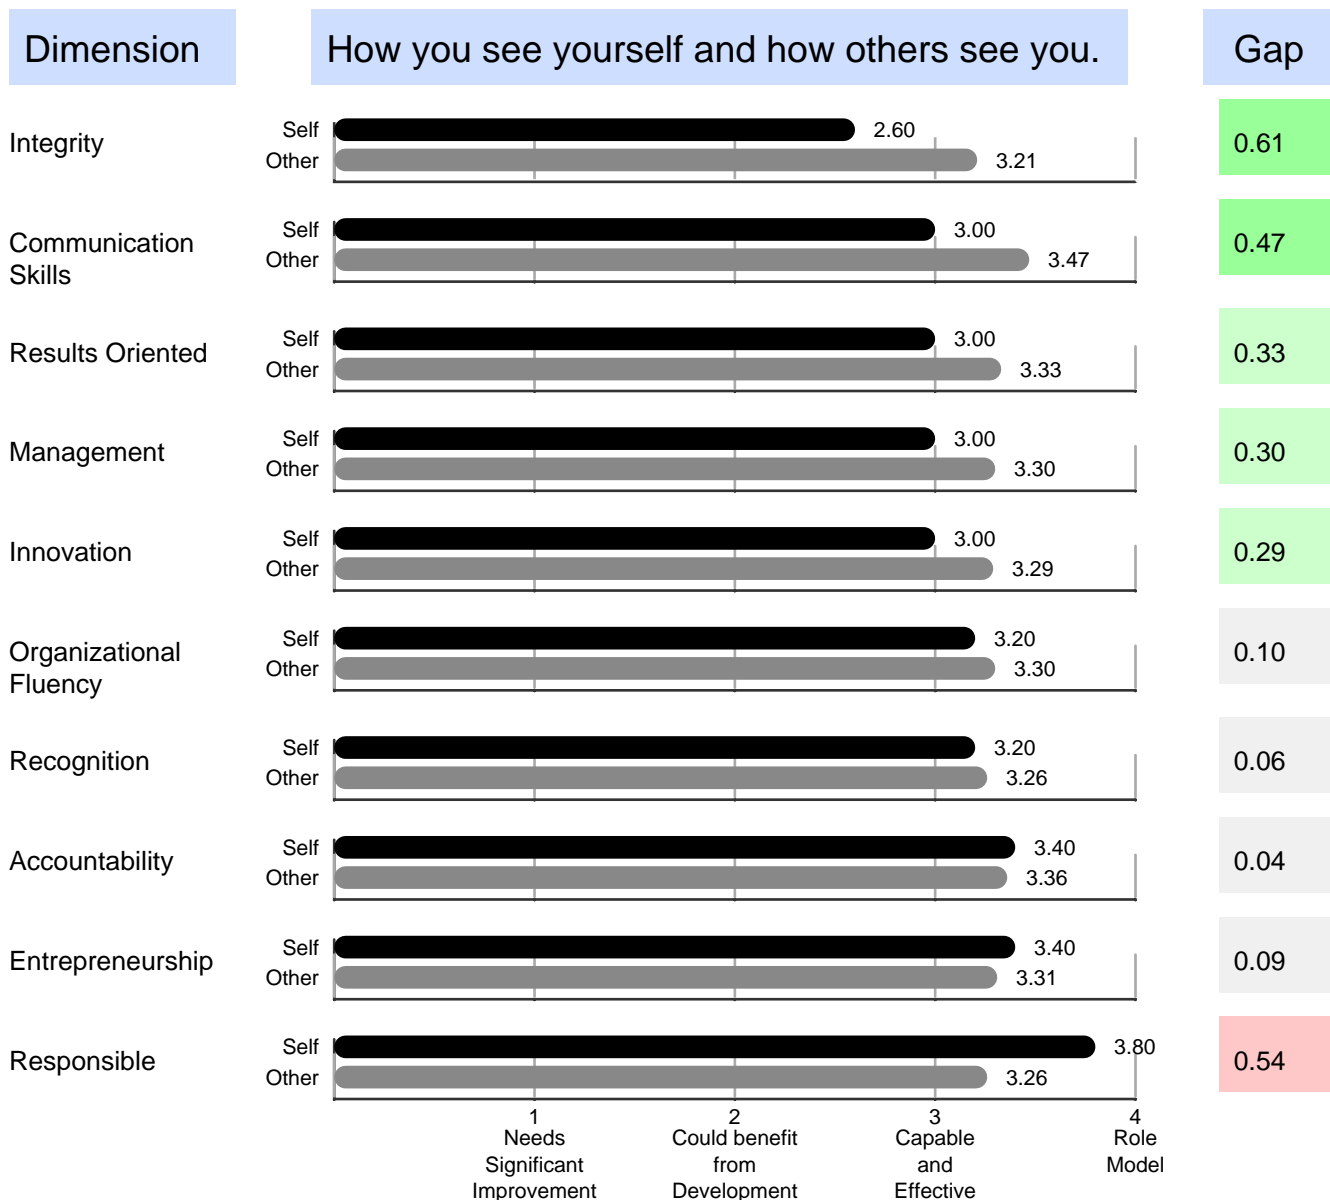 Dimension
How you see yourself and how others see you.
Gap
Integrity
Self
2.60
Other
3.21
0.61
Communication
Skills
Self
3.00
Other
3.47
0.47
Results Oriented
Self
3.00
Other
3.33
0.33
Management
Self
3.00
Other
3.30
0.30
Innovation
Self
3.00
Other
3.29
0.29
Organizational
Fluency
Self
3.20
Other
3.30
0.10
Recognition
Self
3.20
Other
3.26
0.06
Accountability
Self
3.40
Other
3.36
0.04
Entrepreneurship
Self
3.40
Other
3.31
0.09
Responsible
Self
3.80
Other
3.26
0.54
1
Needs
Significant
Improvement
2
Could benefit
from
Development
3
Capable
and
Effective
4
Role
Model